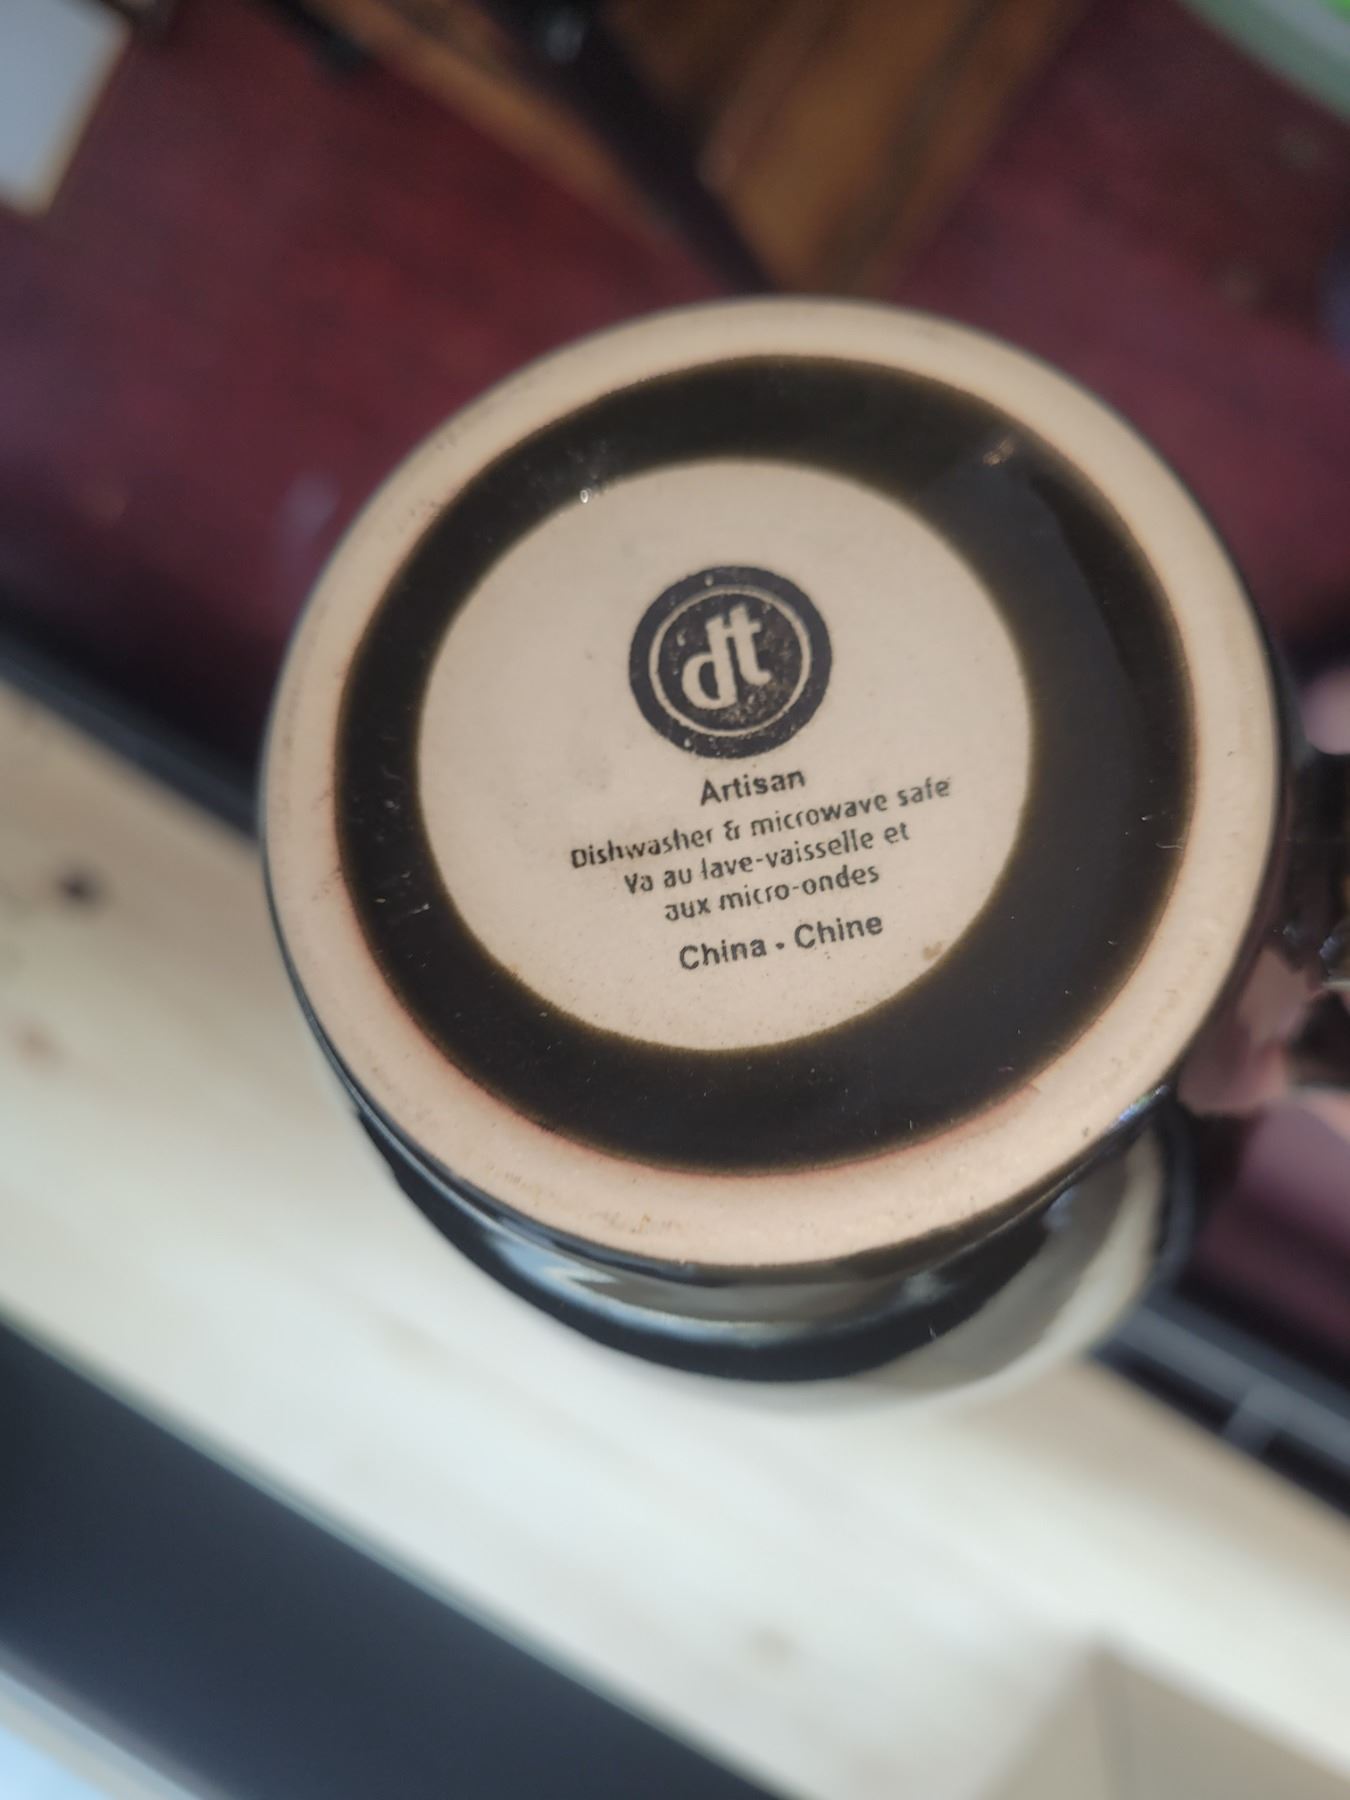 dt
Artisan
Dishwasher & microwave safe
Va au lave-vaisselle et
aux micro-ondes
China • Chine